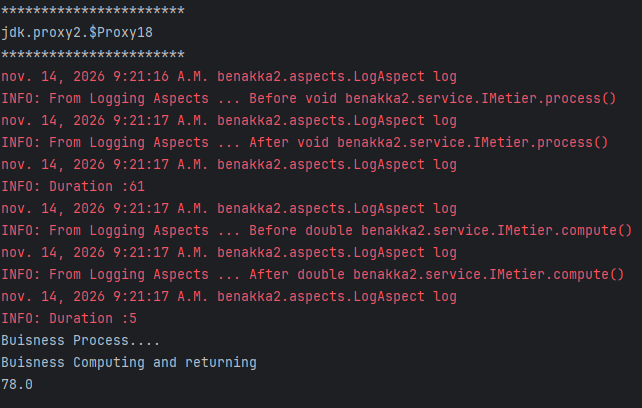 ***********************
jdk.proxy2.$Proxy18
***********************
nov. 14, 2026 9:21:16 A.M. benakka2.aspects.LogAspect log
INFO: From Logging Aspects ... Before void benakka2.service.IMetier.process()
nov. 14, 2026 9:21:17 A.M. benakka2.aspects.LogAspect log
INFO: From Logging Aspects ... After void benakka2.service.IMetier.process()
nov. 14, 2026 9:21:17 A.M. benakka2.aspects.LogAspect log
INFO: Duration :61
nov. 14, 2026 9:21:17 A.M. benakka2.aspects.LogAspect log
INFO: From Logging Aspects ... Before double benakka2.service.IMetier.compute()
nov. 14, 2026 9:21:17 A.M. benakka2.aspects.LogAspect log
INFO: From Logging Aspects ... After double benakka2.service.IMetier.compute()
nov. 14, 2026 9:21:17 A.M. benakka2.aspects.LogAspect log
INFO: Duration :5
Buisness Process....
Buisness Computing and returning
78.0